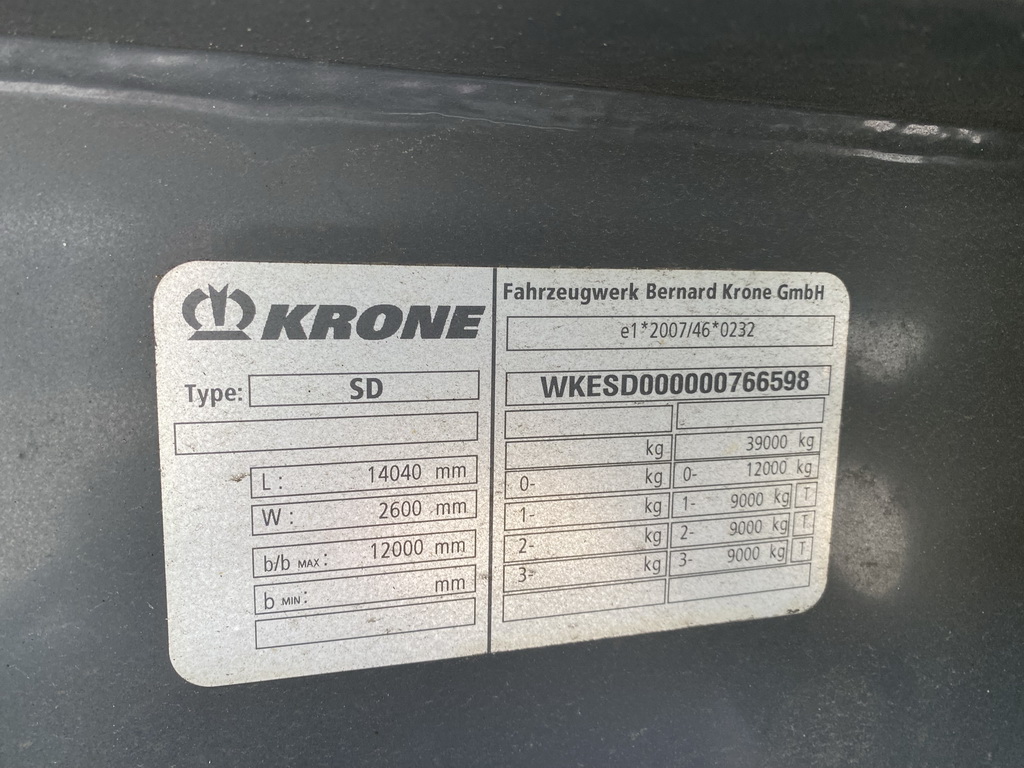 KRONE
Type: SD
L: 14040 mm
W: 2600 mm
b/b MAX: 12000 mm
b MIN: mm
Fahrzeugwerk Bernard Krone GmbH
e1*2007/46*0232
WKESD000000766598
kg 39000 kg
0- kg 0- 12000 kg
1- kg 1- 9000 kg T
2- kg 2- 9000 kg T
3- kg 3- 9000 kg T